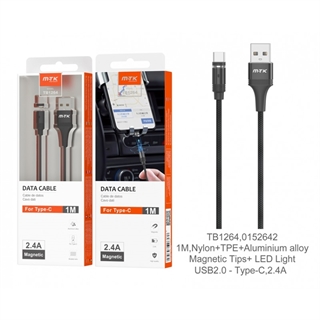 MTK
TB1264
DATA CABLE
For Type-C
1M
2.4A
Magnetic
MTK
DATA CABLE
For Type-C
1M
2.4A
Magnetic
MTK
TB1264,0152642
1M,Nylon+TPE+Aluminium alloy
Magnetic Tips+ LED Light
USB2.0 - Type-C,2.4A